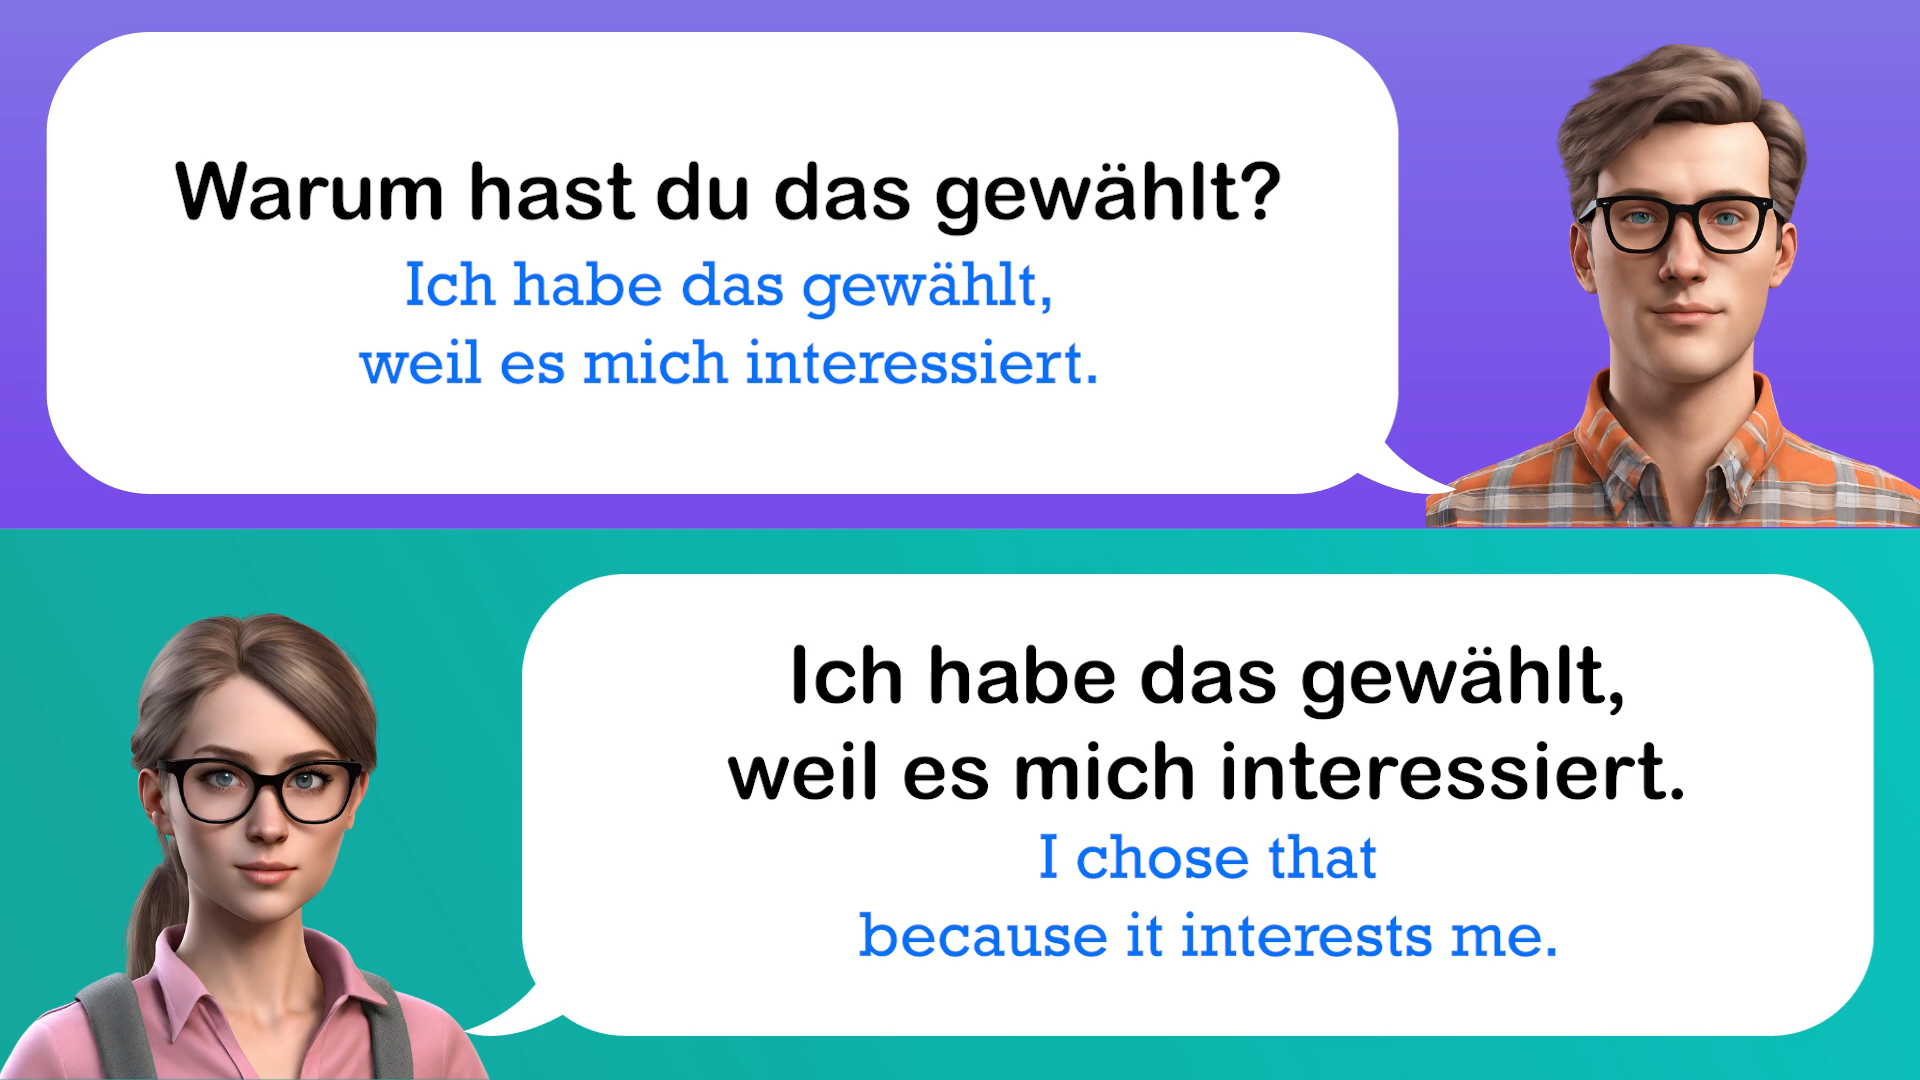 Warum hast du das gewählt?
Ich habe das gewählt,
weil es mich interessiert.
Ich habe das gewählt,
weil es mich interessiert.
I chose that
because it interests me.